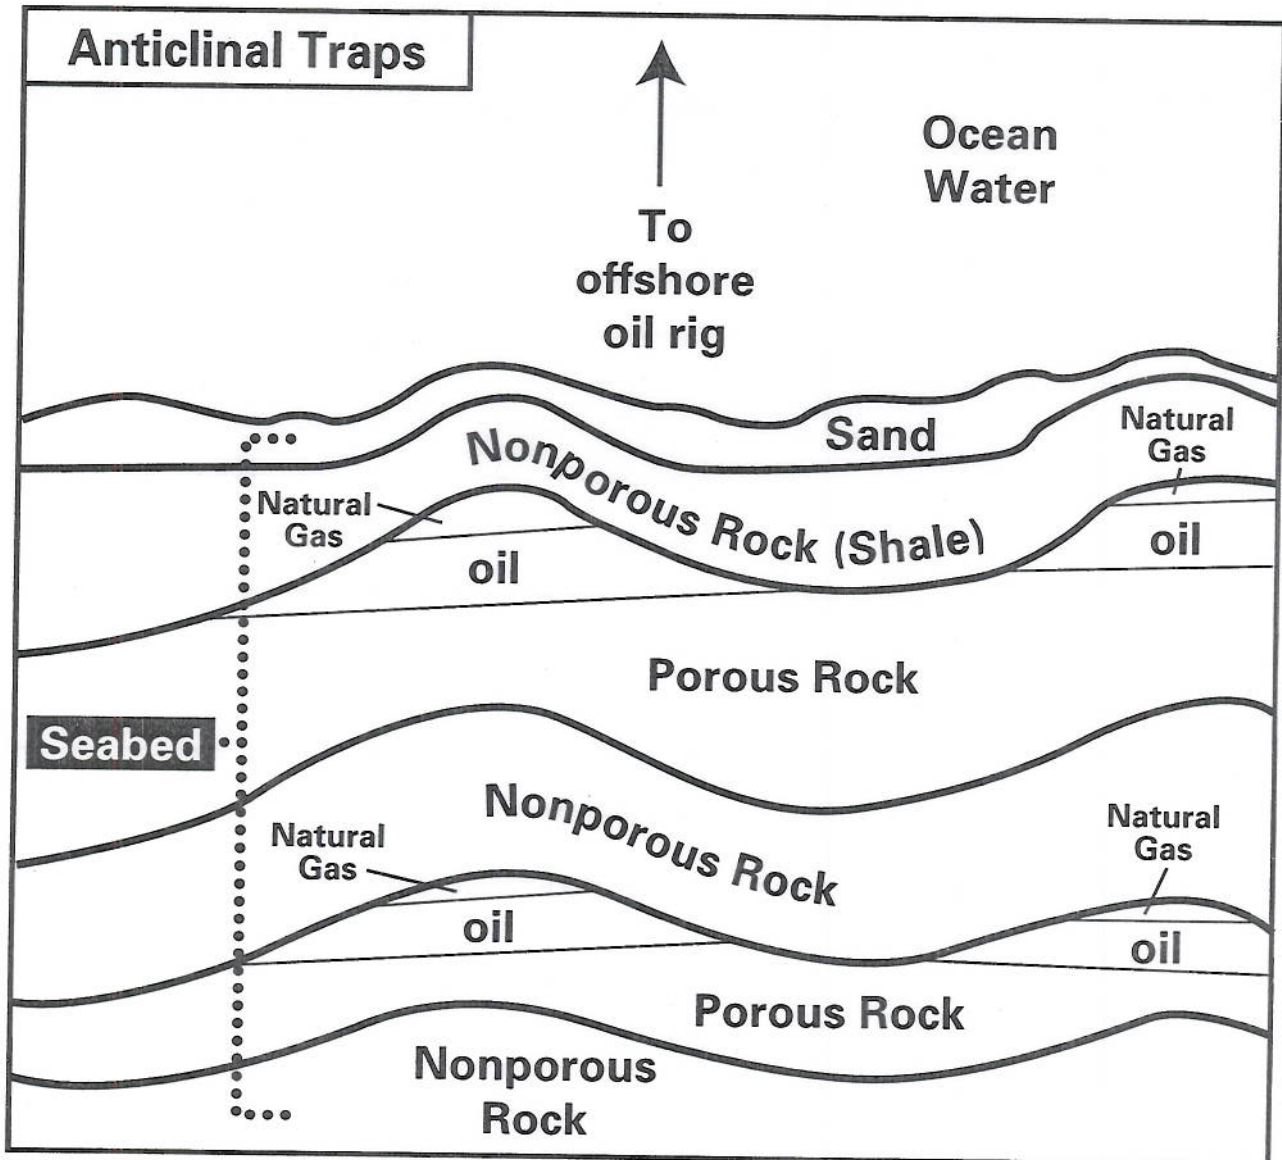 Anticlinal Traps
Ocean
Water
To
offshore
oil rig
Sand
Natural
Gas
Nonporous Rock (Shale)
Natural
Gas
oil
oil
Porous Rock
Seabed
Nonporous Rock
Natural
Gas
Natural
Gas
oil
oil
Porous Rock
Nonporous
Rock